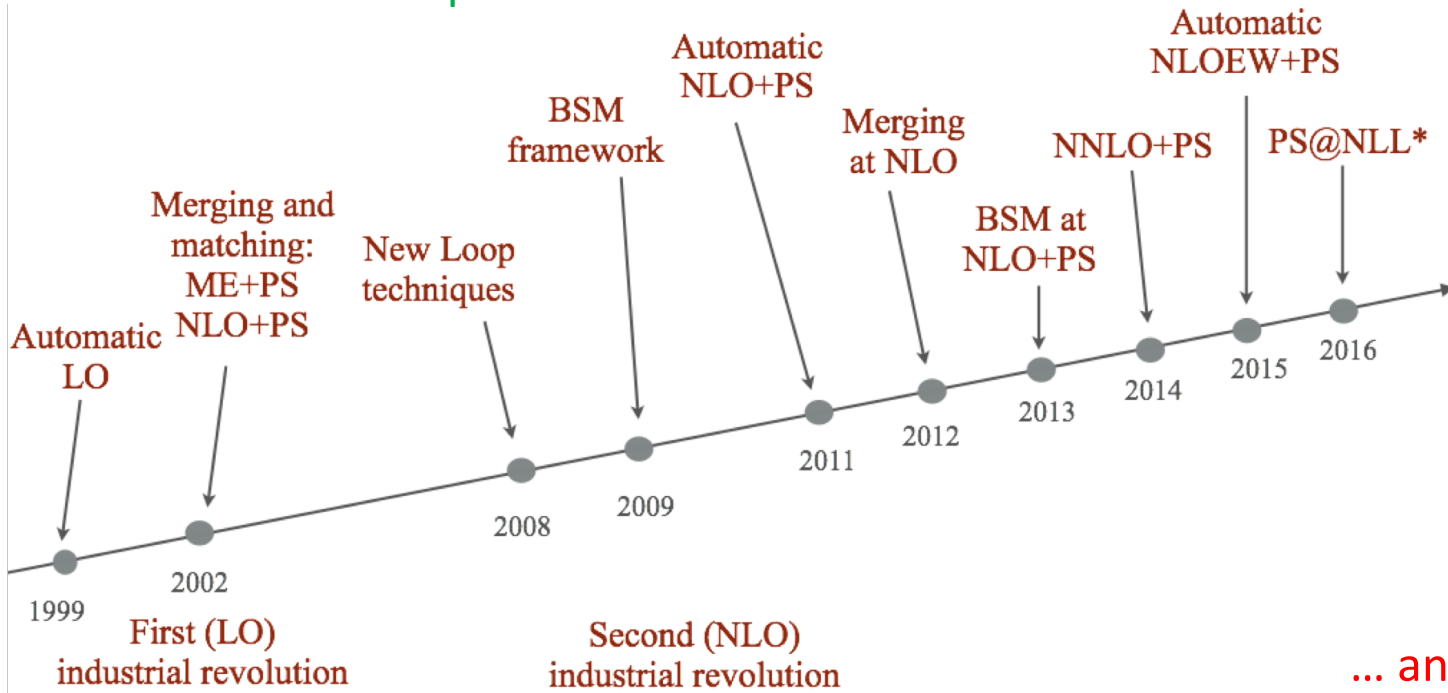 Automatic
NLOEW+PS
Automatic
NLO+PS
BSM
framework
Merging
at NLO
NNLO+PS
PS@NLL*
Merging and
matching:
ME+PS
NLO+PS
New Loop
techniques
BSM at
NLO+PS
Automatic
LO
1999
2002
2008
2009
2011
2012
2013
2014
2015
2016
First (LO)
industrial revolution
Second (NLO)
industrial revolution
... an